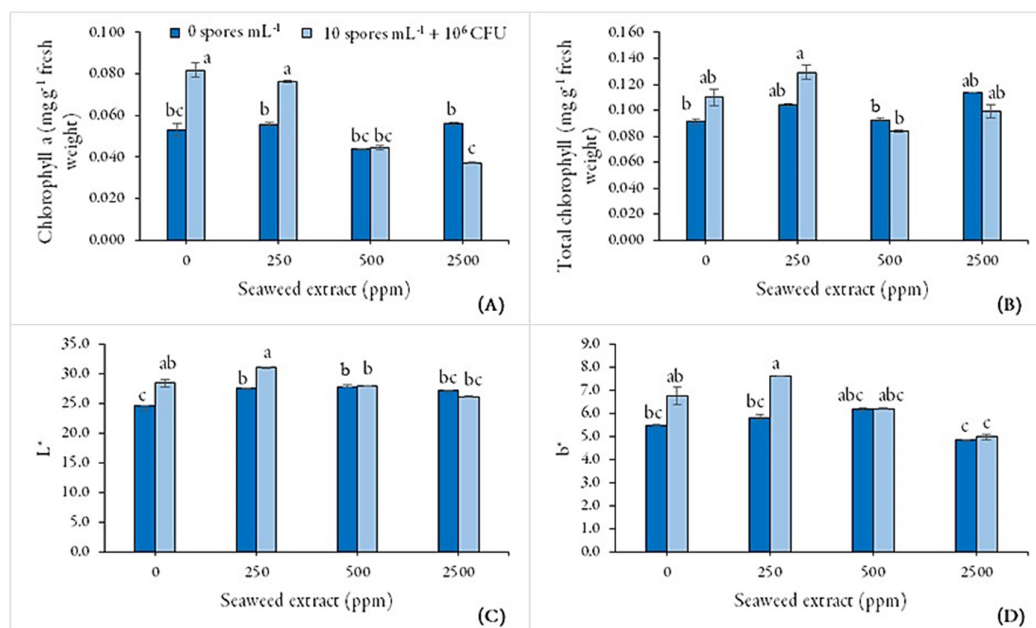 0 spores mL-1 10 spores mL-1 + 10⁶ CFU
Chlorophyll a (mg g-1 fresh
weight)
0.100
0.080
0.060
0.040
0.020
0.000
bc a b a bc bc b c
0 250 500 2500
Seaweed extract (ppm)
(A)
Total chlorophyll (mg g-1 fresh
weight)
0.160
0.140
0.120
0.100
0.080
0.060
0.040
0.020
0.000
b ab ab a b b ab ab
0 250 500 2500
Seaweed extract (ppm)
(B)
L*
35.0
30.0
25.0
20.0
15.0
10.0
5.0
0.0
c ab b a b b bc bc
0 250 500 2500
Seaweed extract (ppm)
(C)
b*
9.0
8.0
7.0
6.0
5.0
4.0
3.0
2.0
1.0
0.0
bc ab bc a abc abc c c
0 250 500 2500
Seaweed extract (ppm)
(D)